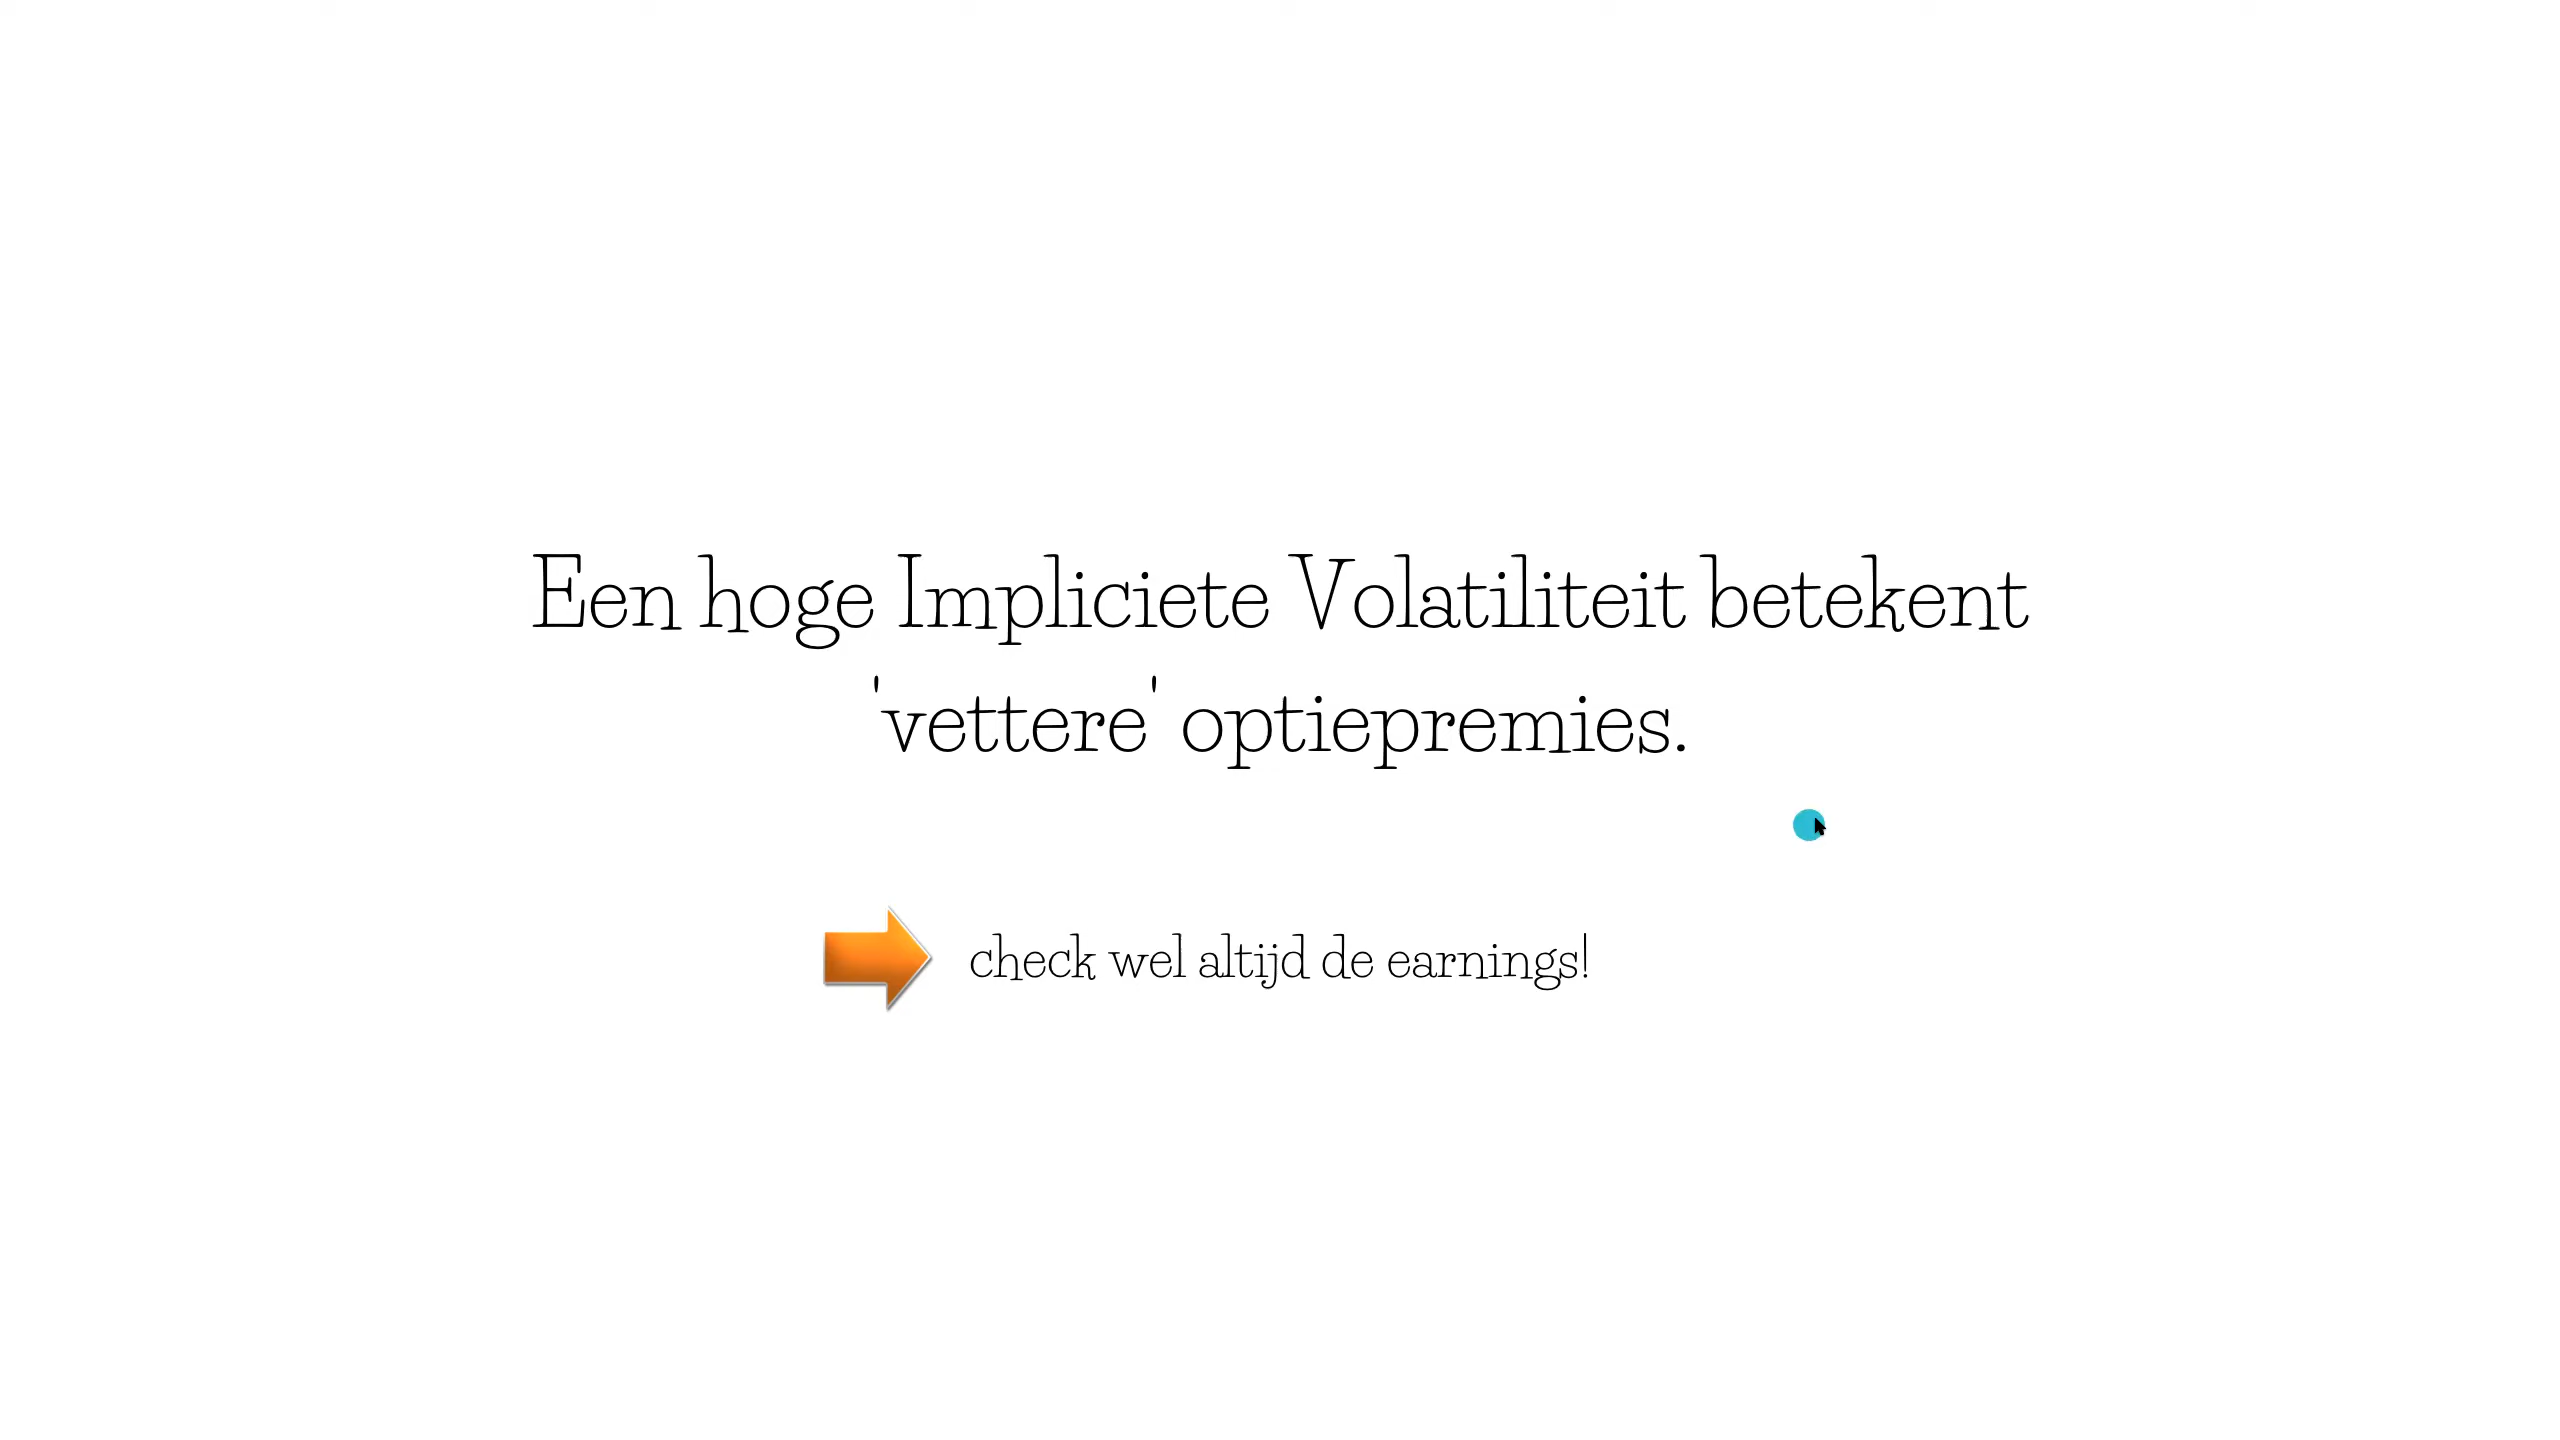 Een hoge Impliciete Volatiliteit betekent
'vettere' optiepremies.
check wel altijd de earnings!